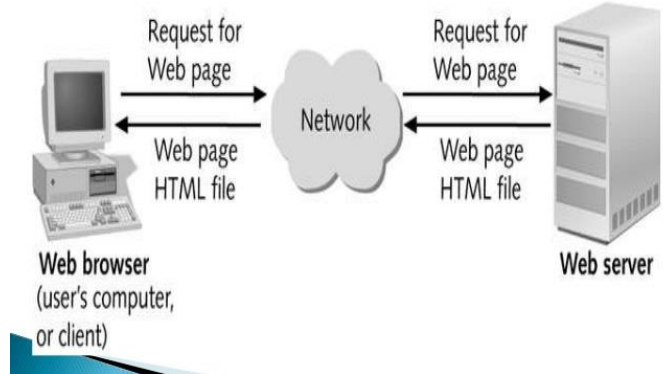 Request for
Web page
Request for
Web page
Network
Web page
HTML file
Web page
HTML file
Web browser
(user's computer,
or client)
Web server